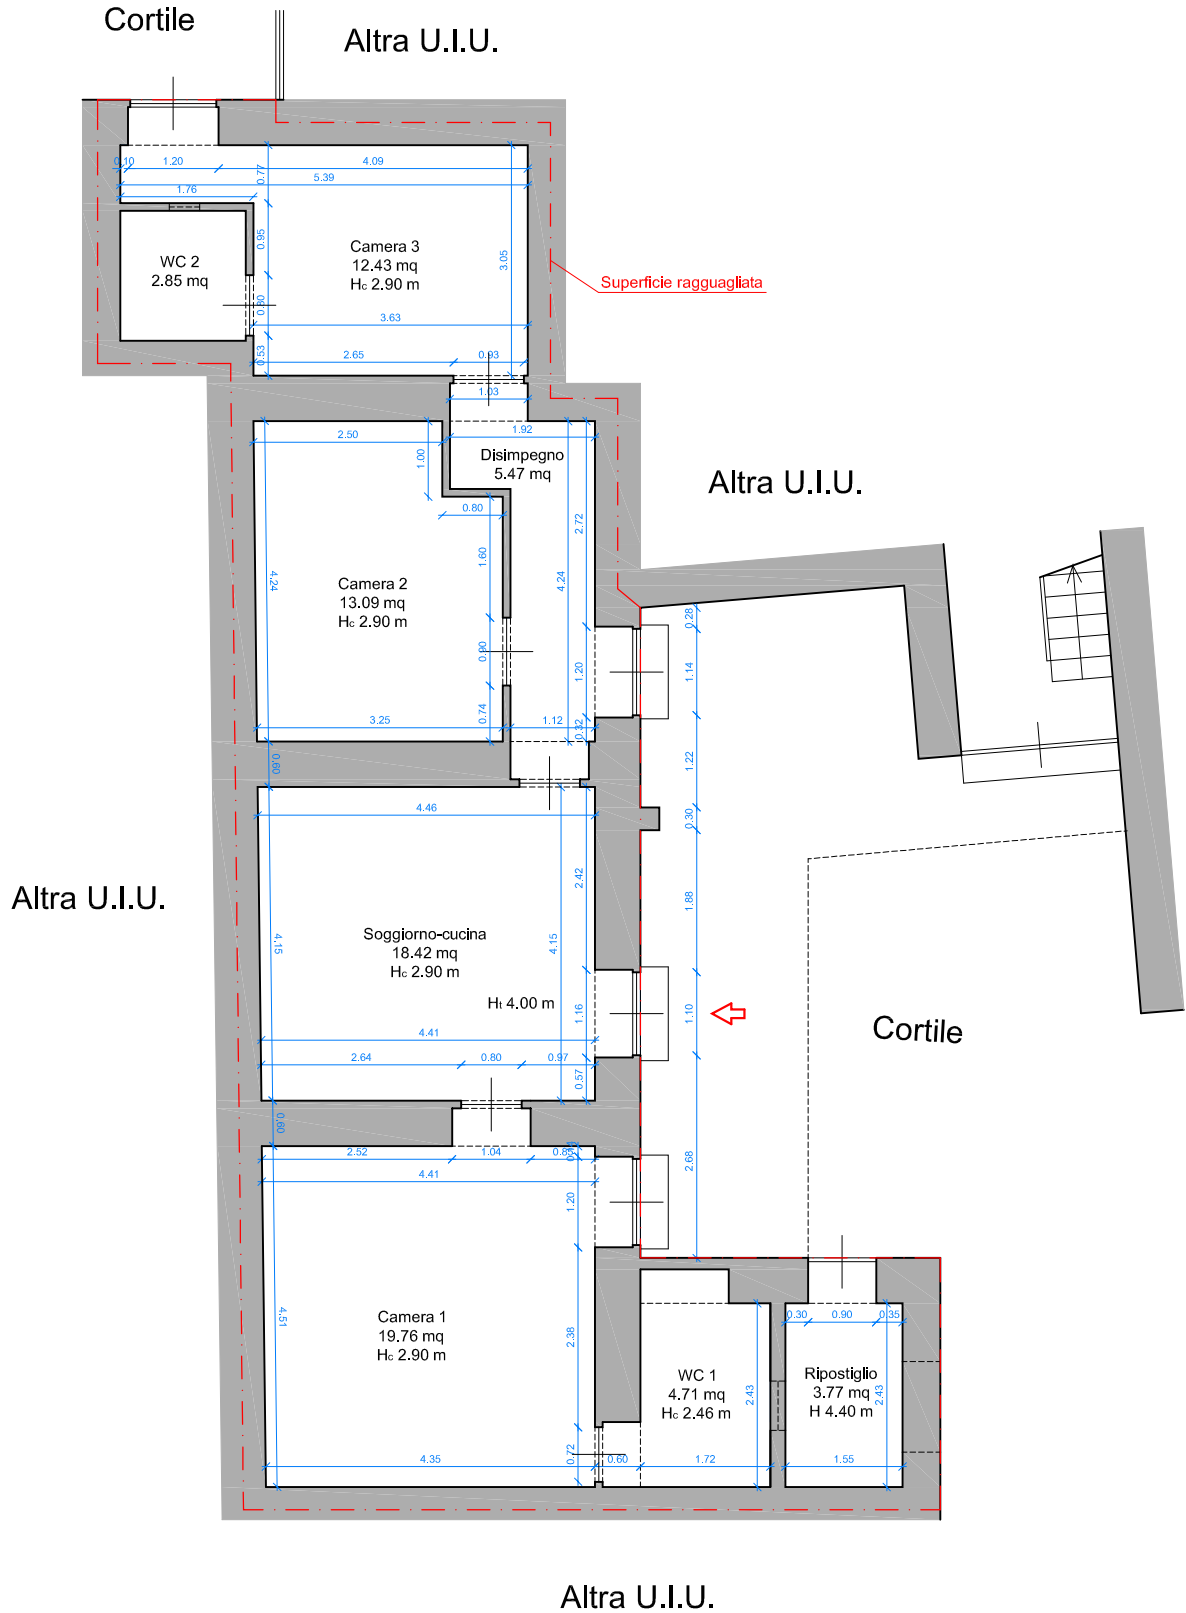 Cortile
Altra U.I.U.
0.10
1.20
4.09
0.77
5.39
1.76
0.95
3.05
Camera 3
12.43 mq
Hc 2.90 m
WC 2
2.85 mq
Superficie ragguagliata
0.80
3.63
0.53
2.65
0.93
1.03
2.50
1.00
1.92
Disimpegno
5.47 mq
Altra U.I.U.
0.80
2.72
1.60
4.24
4.24
Camera 2
13.09 mq
Hc 2.90 m
0.28
0.90
1.20
1.14
0.74
3.25
1.12
0.32
0.60
1.22
4.46
0.30
2.42
1.88
Altra U.I.U.
4.15
4.15
Soggiorno-cucina
18.42 mq
Hc 2.90 m
Ht 4.00 m
1.16
1.10
Cortile
4.41
2.64
0.80
0.97
0.57
0.60
2.52
1.04
0.85
4.41
1.20
2.68
4.51
Camera 1
19.76 mq
Hc 2.90 m
2.38
0.30
0.90
0.35
WC 1
4.71 mq
Hc 2.46 m
2.43
Ripostiglio
3.77 mq
H 4.40 m
2.43
0.72
4.35
0.60
1.72
1.55
Altra U.I.U.